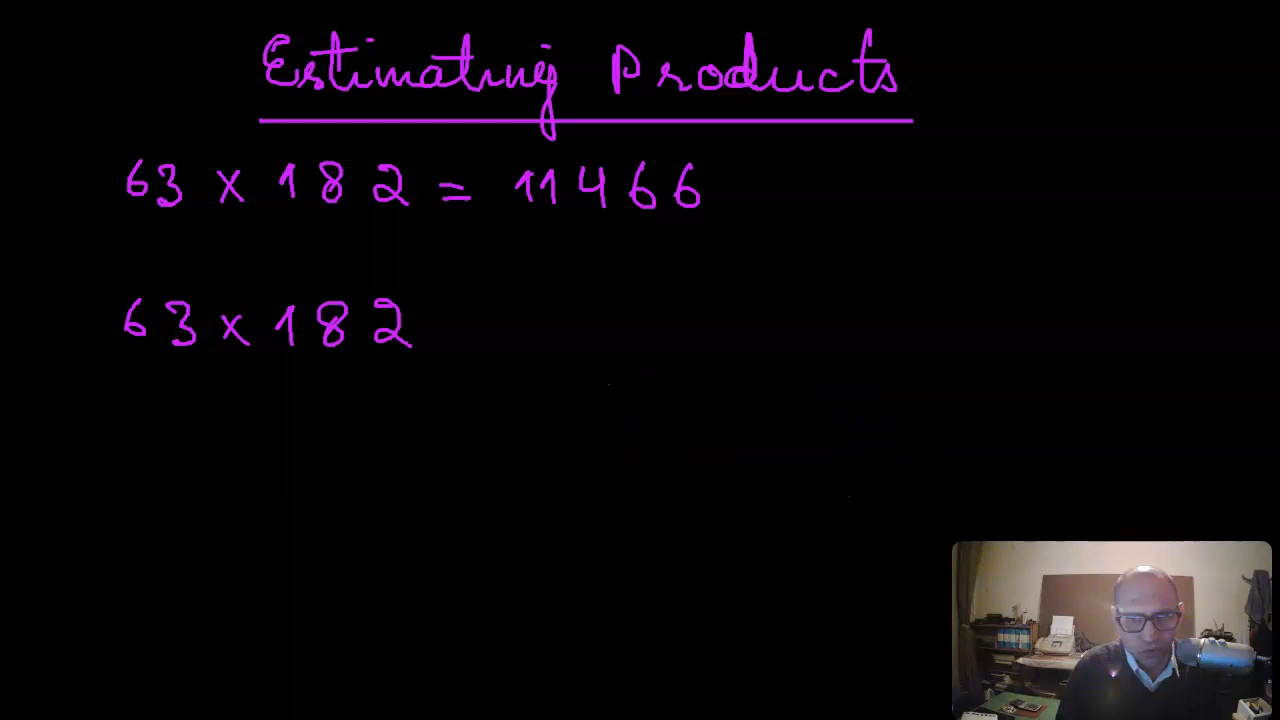 Estimating Products
63 x 182 = 11466
63 x 182